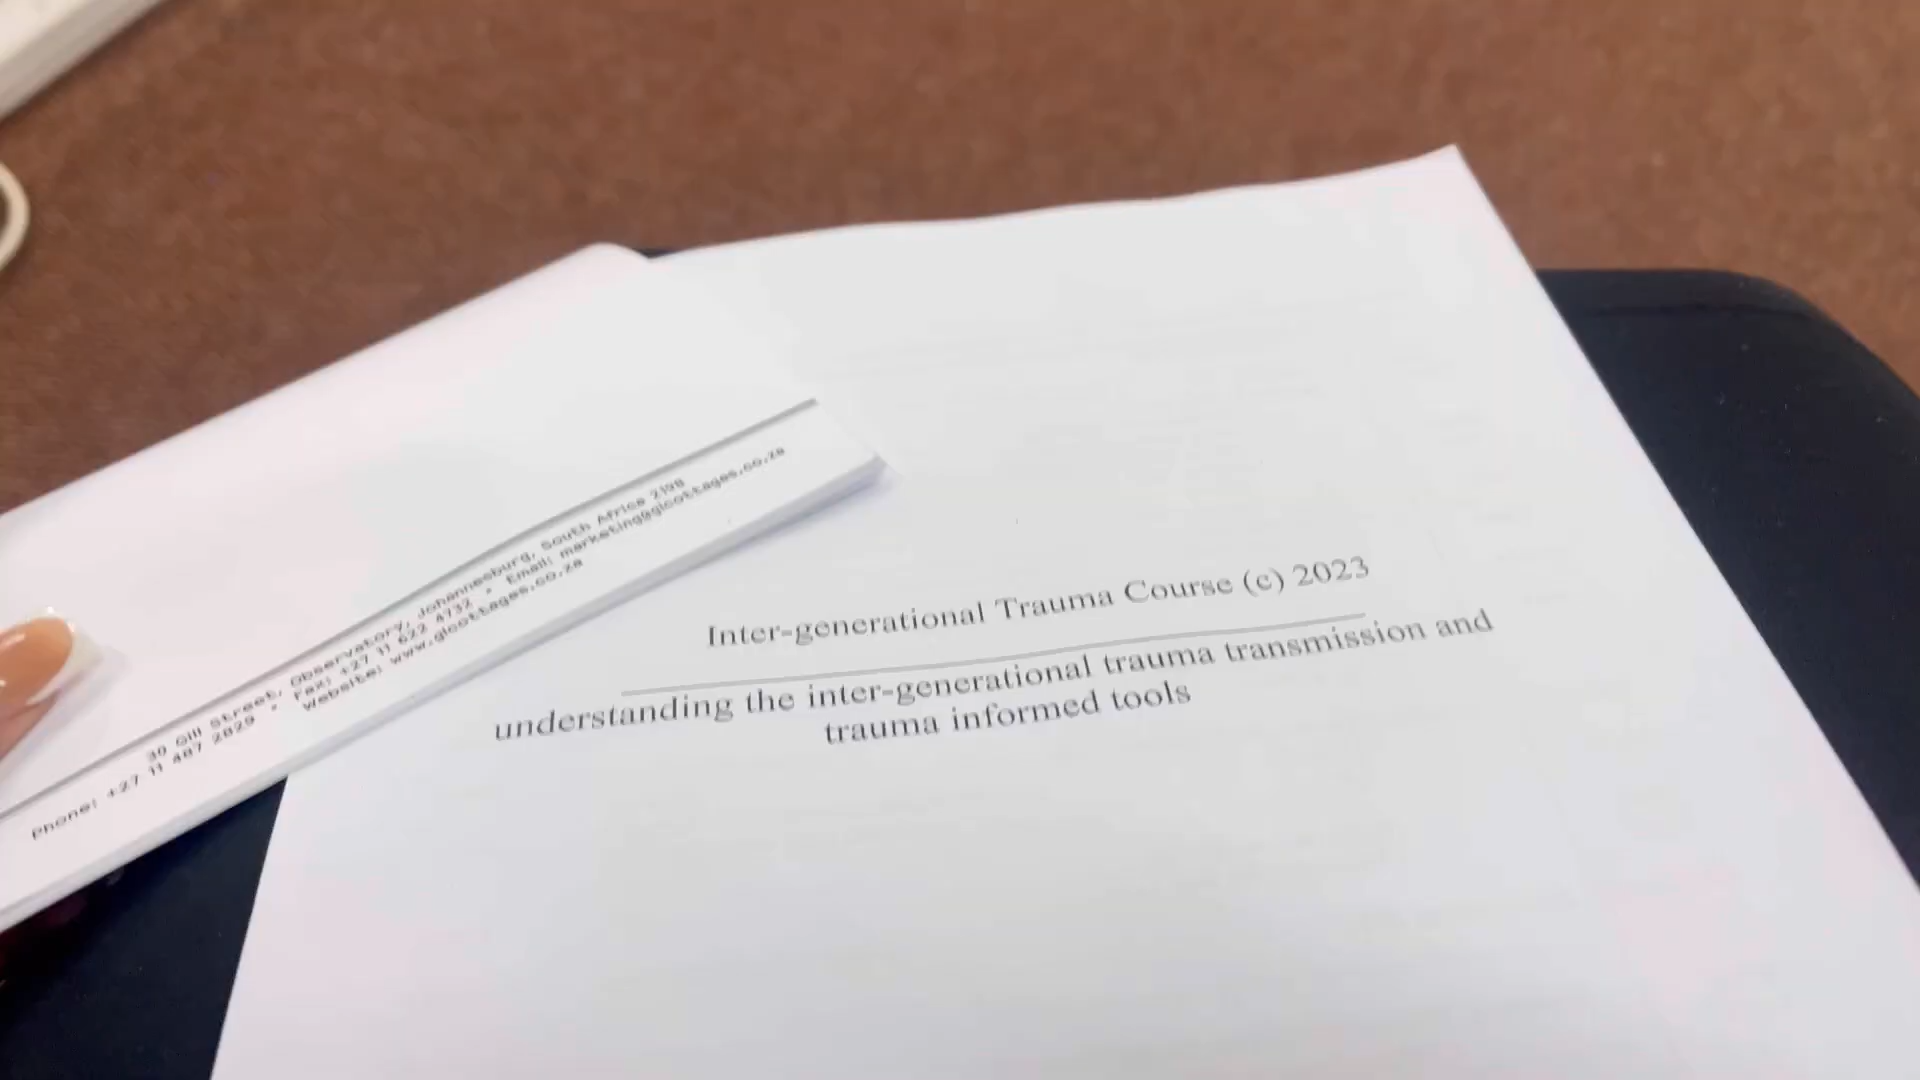 30 Gill Street, Observatory, Johannesburg, South Africa 2198
Phone: +27 11 487 2829 • Fax: +27 11 622 4732 • Email: marketing@glcottages.co.za
Website: www.glcottages.co.za
Inter-generational Trauma Course (c) 2023
understanding the inter-generational trauma transmission and
trauma informed tools